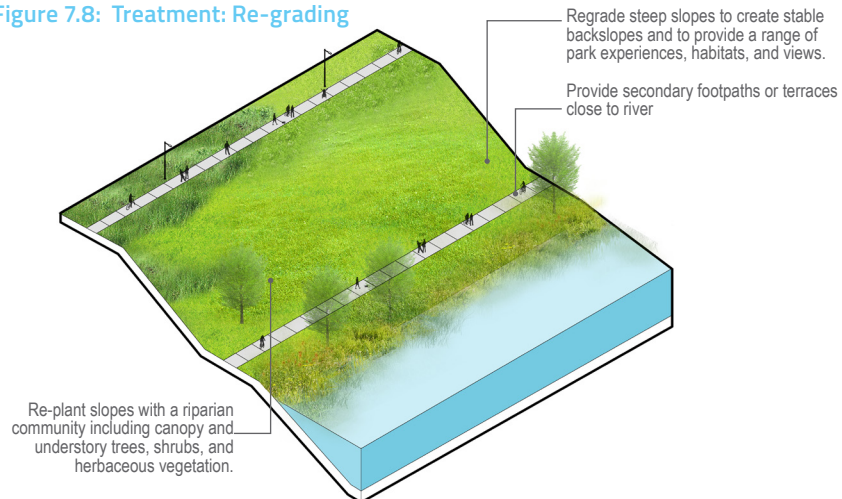 Figure 7.8: Treatment: Re-grading
Regrade steep slopes to create stable
backslopes and to provide a range of
park experiences, habitats, and views.
Provide secondary footpaths or terraces
close to river
Re-plant slopes with a riparian
community including canopy and
understory trees, shrubs, and
herbaceous vegetation.